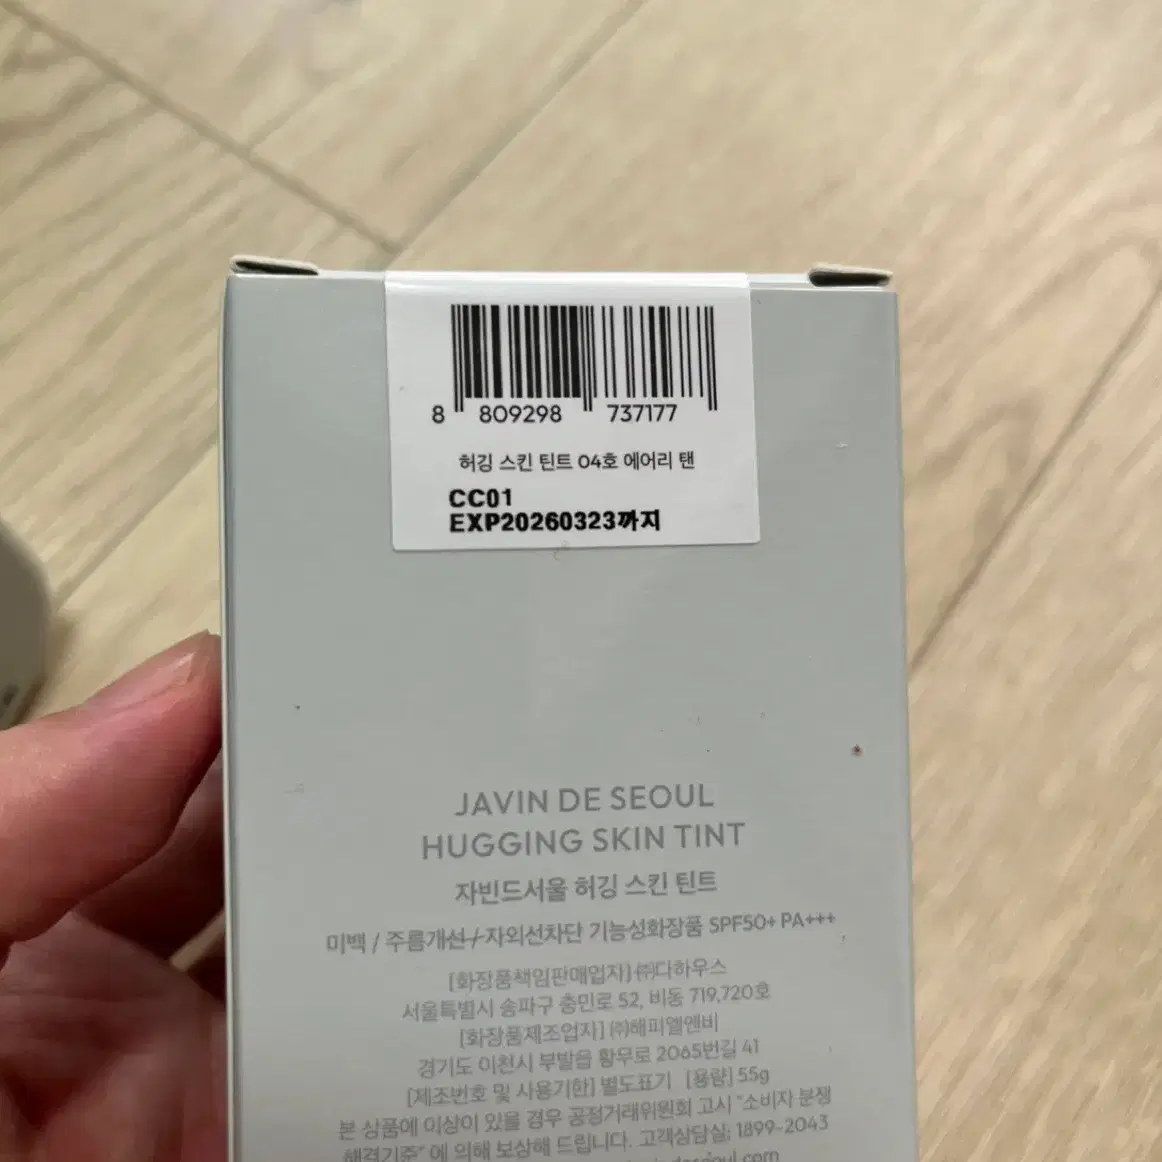 8 809298 737177
허깅 스킨 틴트 04호 에어리 탠
CC01
EXP20260323까지
JAVIN DE SEOUL
HUGGING SKIN TINT
자빈드서울 허깅 스킨 틴트
미백 / 주름개선 / 자외선차단 기능성화장품 SPF50+ PA+++
[화장품책임판매업자] ㈜다하우스
서울특별시 송파구 충민로 52, 비동 719,720호
[화장품제조업자] ㈜해피엘앤비
경기도 이천시 부발읍 황무로 2065번길 41
[제조번호 및 사용기한] 별도표기 [용량] 55g
본 상품에 이상이 있을 경우 공정거래위원회 고시 "소비자 분쟁
해결기준" 에 의해 보상해 드립니다. 고객상담실; 1899-2043